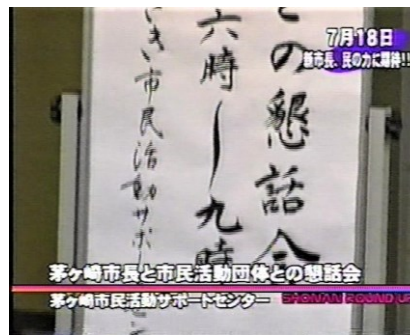 7月18日
新市長、民の力に期待!!
との懇話会
六時〜九時
市民活動サポ
茅ヶ崎市長と市民活動団体との懇話会
茅ヶ崎市民活動サポートセンター SHONAN ROUND UP